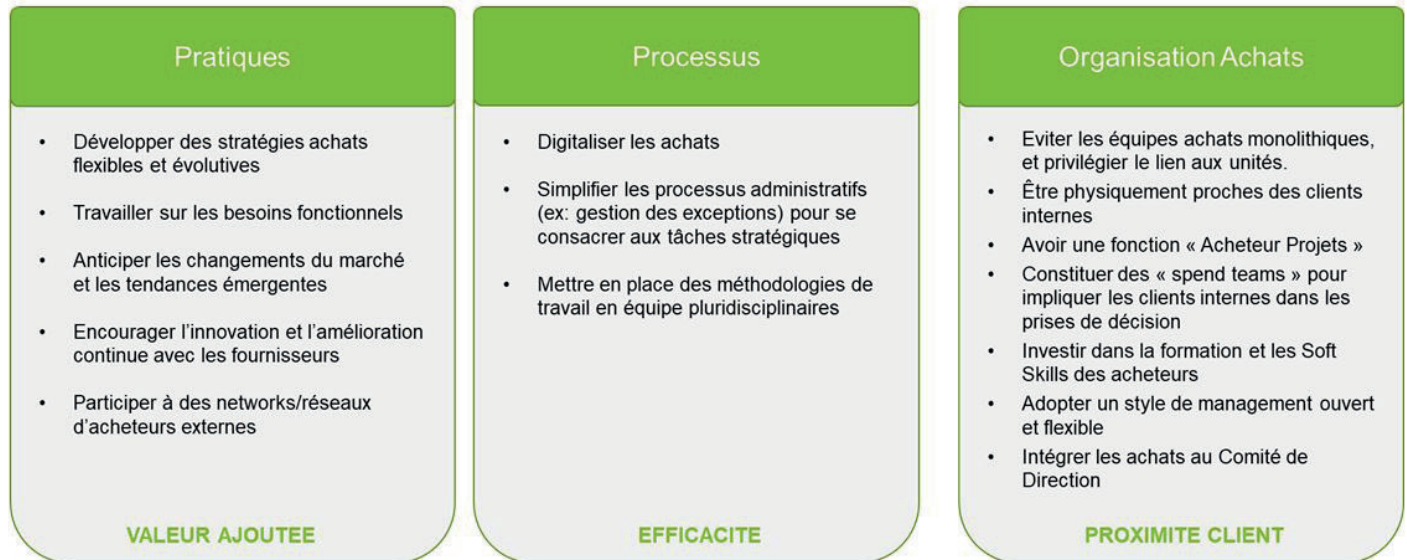 Pratiques
• Développer des stratégies achats
flexibles et évolutives
• Travailler sur les besoins fonctionnels
• Anticiper les changements du marché
et les tendances émergentes
• Encourager l’innovation et l’amélioration
continue avec les fournisseurs
• Participer à des networks/réseaux
d’acheteurs externes
VALEUR AJOUTEE
Processus
• Digitaliser les achats
• Simplifier les processus administratifs
(ex: gestion des exceptions) pour se
consacrer aux tâches stratégiques
• Mettre en place des méthodologies de
travail en équipe pluridisciplinaires
EFFICACITE
Organisation Achats
• Eviter les équipes achats monolithiques,
et privilégier le lien aux unités.
• Être physiquement proches des clients
internes
• Avoir une fonction « Acheteur Projets »
• Constituer des « spend teams » pour
impliquer les clients internes dans les
prises de décision
• Investir dans la formation et les Soft
Skills des acheteurs
• Adopter un style de management ouvert
et flexible
• Intégrer les achats au Comité de
Direction
PROXIMITE CLIENT